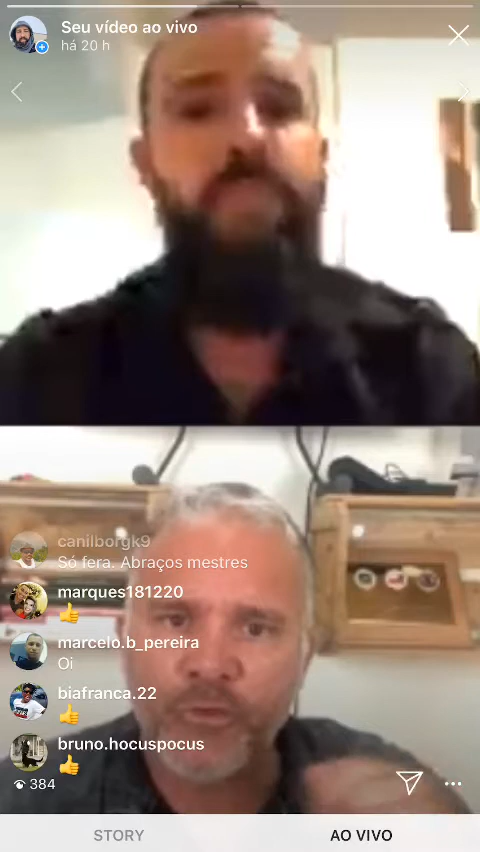 Seu vídeo ao vivo
há 20 h
canilborgk9
Só fera. Abraços mestres
marques181220
👍
marcelo.b_pereira
Oi
biafranca.22
👍
bruno.hocuspocus
👍
384
STORY
AO VIVO